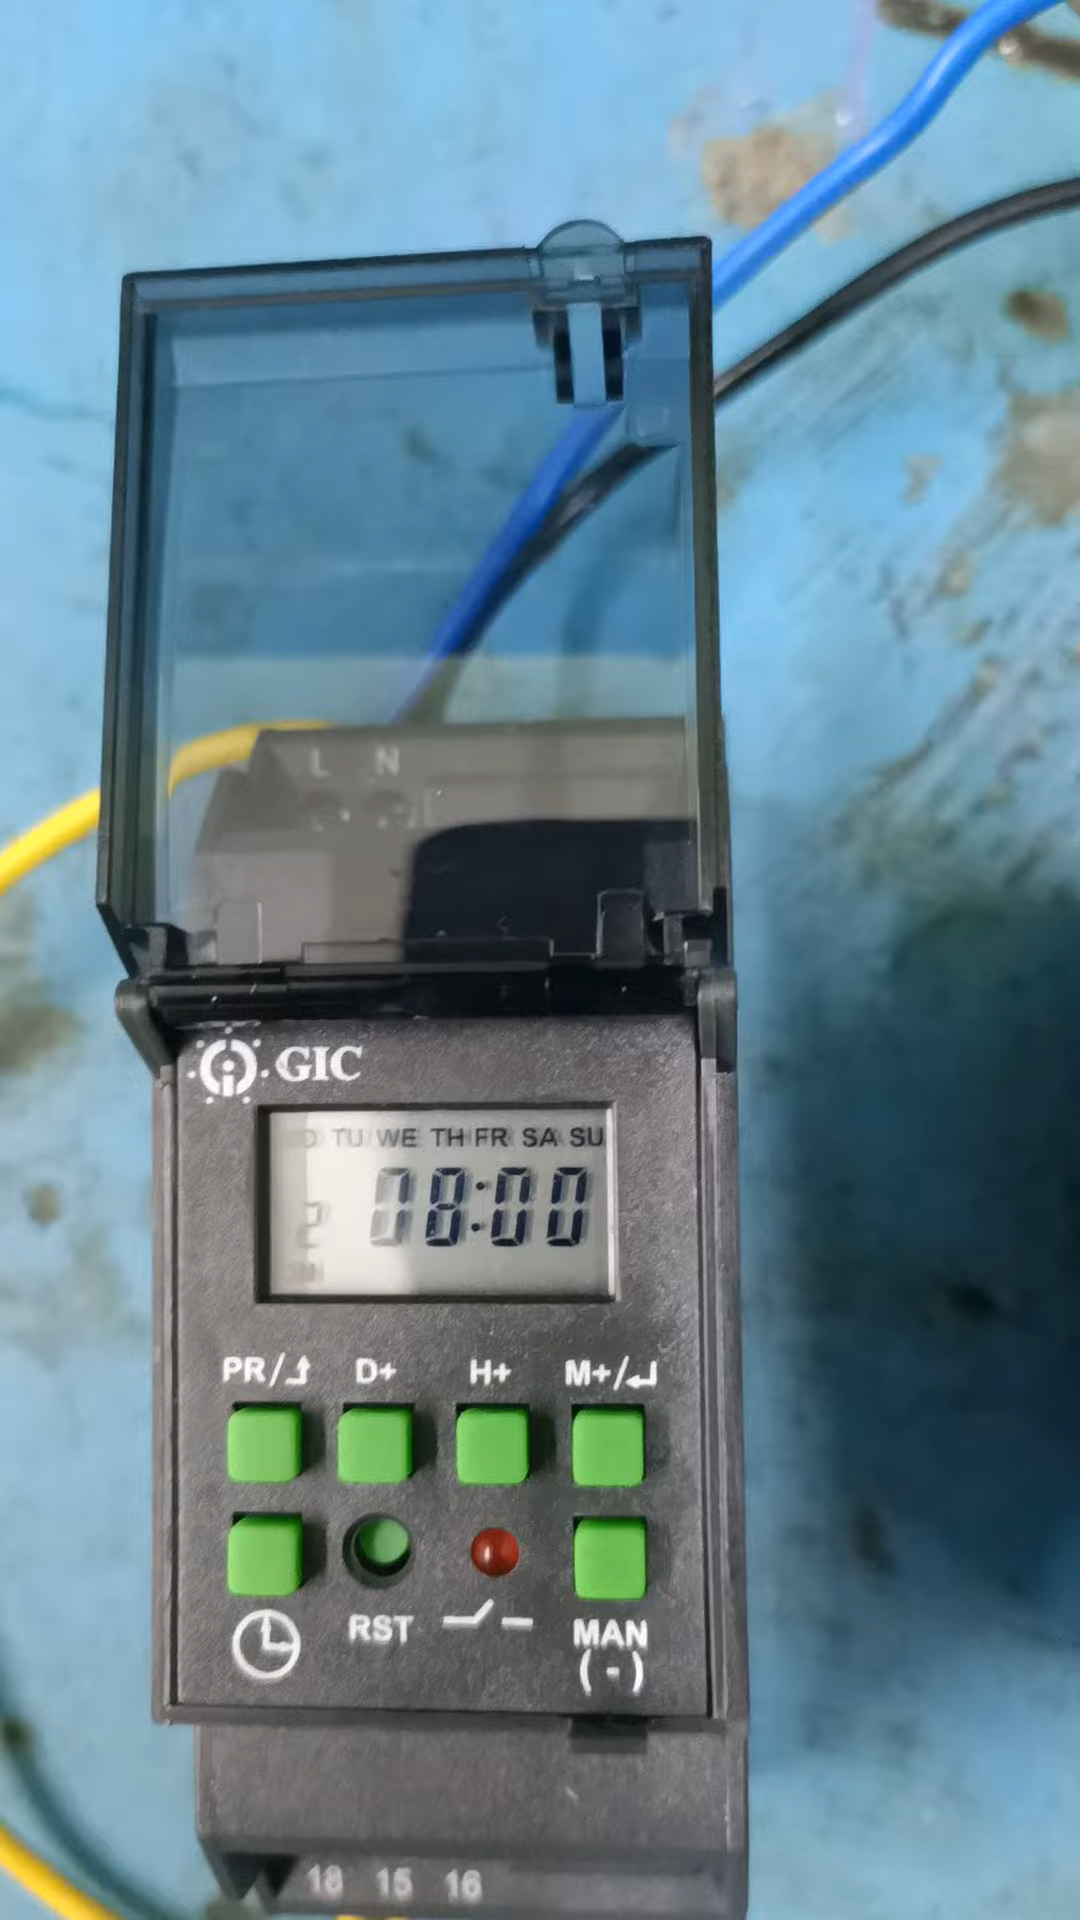 L N
GIC
TU WE TH FR SA SU
08:00
PR/ D+ H+ M+/
RST
MAN
(-)
18 15 16